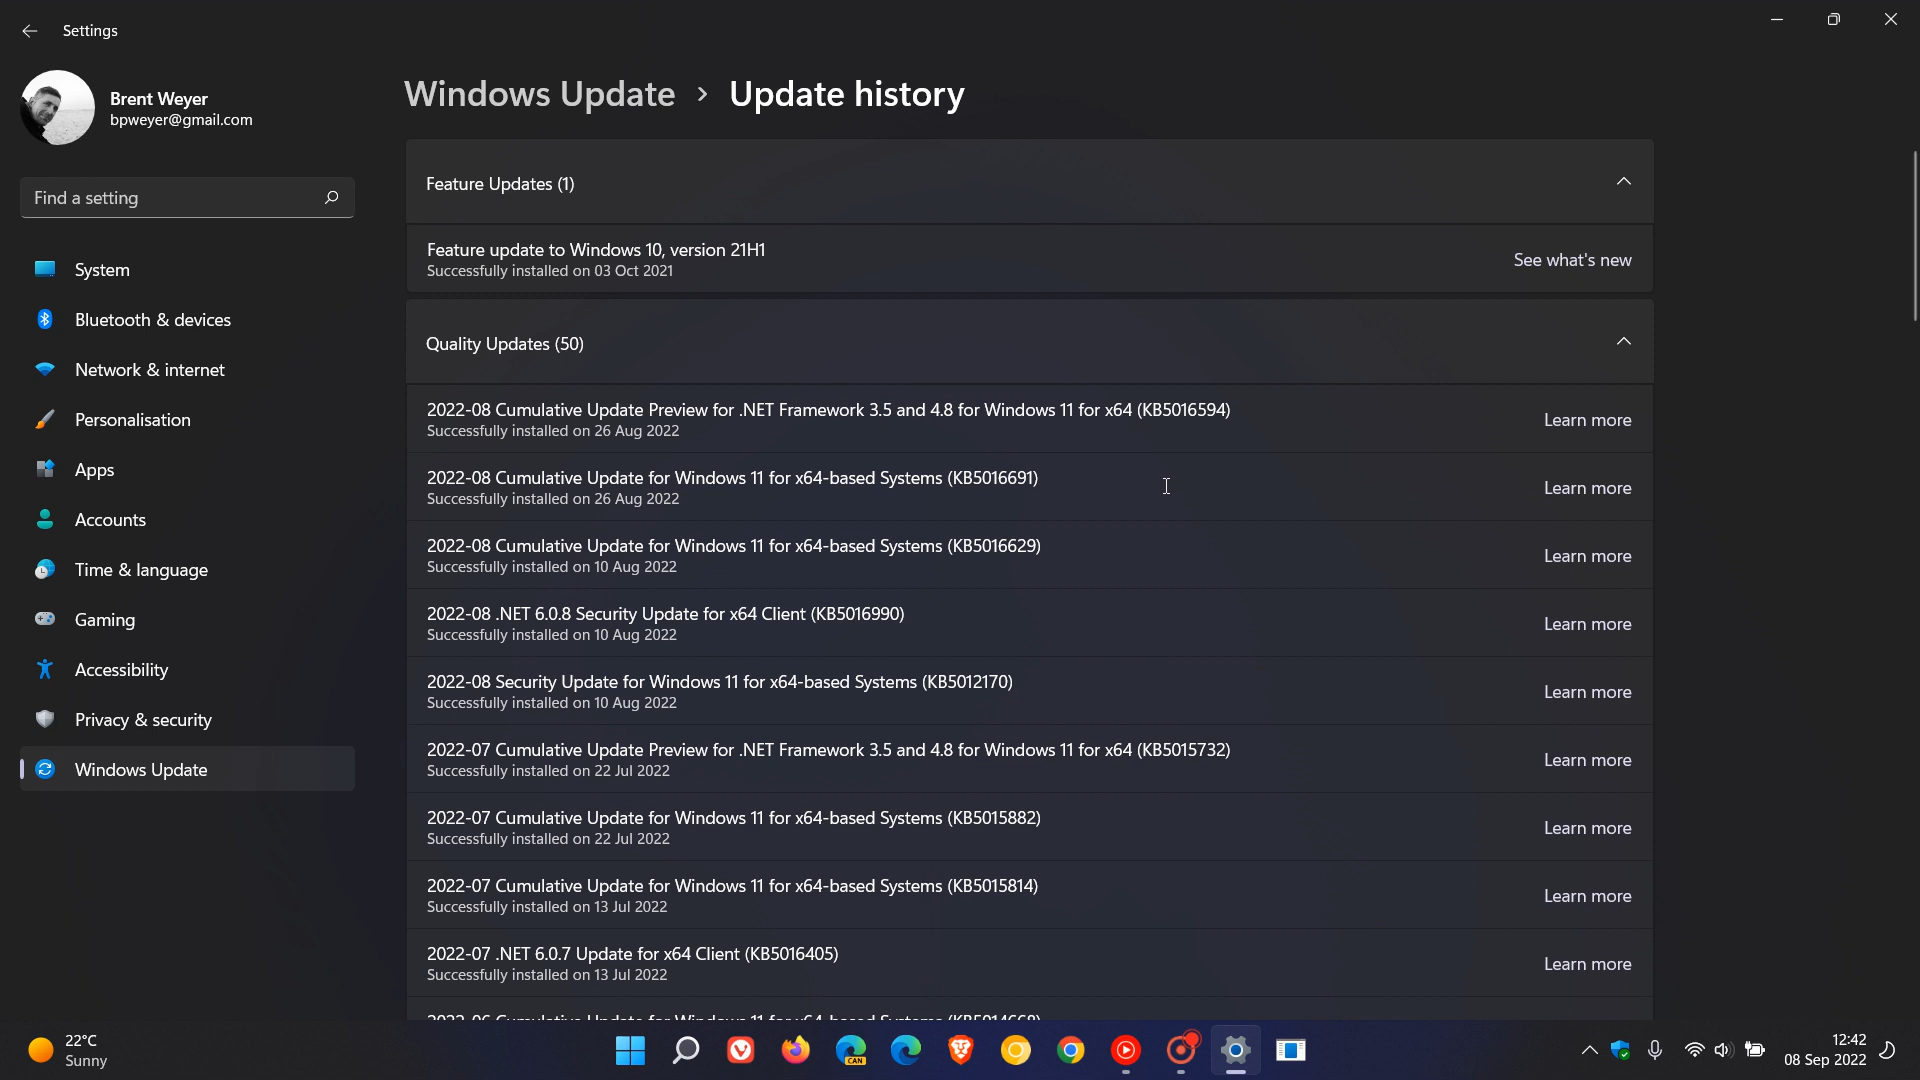 Settings
Brent Weyer
bpweyer@gmail.com
Find a setting
System
Bluetooth & devices
Network & internet
Personalisation
Apps
Accounts
Time & language
Gaming
Accessibility
Privacy & security
Windows Update
Windows Update > Update history
Feature Updates (1)
Feature update to Windows 10, version 21H1
Successfully installed on 03 Oct 2021
See what's new
Quality Updates (50)
2022-08 Cumulative Update Preview for .NET Framework 3.5 and 4.8 for Windows 11 for x64 (KB5016594)
Successfully installed on 26 Aug 2022
Learn more
2022-08 Cumulative Update for Windows 11 for x64-based Systems (KB5016691)
Successfully installed on 26 Aug 2022
Learn more
2022-08 Cumulative Update for Windows 11 for x64-based Systems (KB5016629)
Successfully installed on 10 Aug 2022
Learn more
2022-08 .NET 6.0.8 Security Update for x64 Client (KB5016990)
Successfully installed on 10 Aug 2022
Learn more
2022-08 Security Update for Windows 11 for x64-based Systems (KB5012170)
Successfully installed on 10 Aug 2022
Learn more
2022-07 Cumulative Update Preview for .NET Framework 3.5 and 4.8 for Windows 11 for x64 (KB5015732)
Successfully installed on 22 Jul 2022
Learn more
2022-07 Cumulative Update for Windows 11 for x64-based Systems (KB5015882)
Successfully installed on 22 Jul 2022
Learn more
2022-07 Cumulative Update for Windows 11 for x64-based Systems (KB5015814)
Successfully installed on 13 Jul 2022
Learn more
2022-07 .NET 6.0.7 Update for x64 Client (KB5016405)
Successfully installed on 13 Jul 2022
Learn more
2022-06 Cumulative Update for Windows 11 for x64-based Systems
22°C
Sunny
CAN
12:42
08 Sep 2022